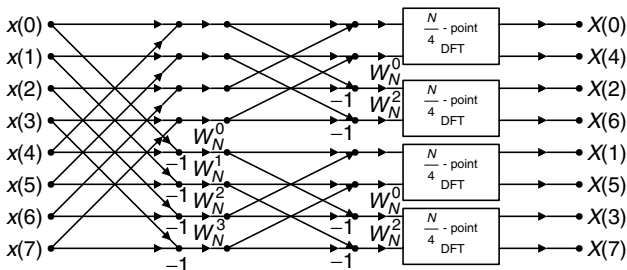 x(0) N/4 - point DFT X(0)
x(1) X(4)
W_N^0
x(2) -1 N/4 - point DFT X(2)
W_N^2
x(3) -1 X(6)
W_N^0
x(4) -1 N/4 - point DFT X(1)
W_N^1
x(5) -1 X(5)
W_N^2 W_N^0
x(6) -1 -1 N/4 - point DFT X(3)
W_N^3 W_N^2
x(7) -1 -1 X(7)